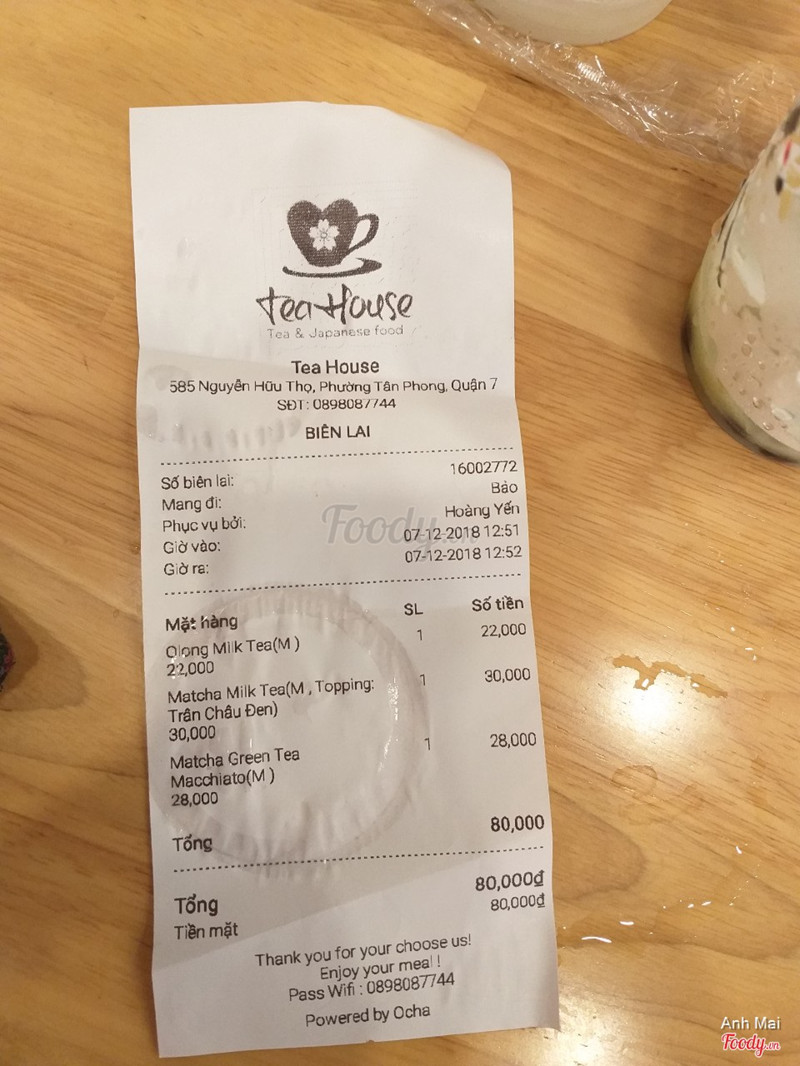 Tea House
Tea & Japanese food
Tea House
585 Nguyễn Hữu Thọ, Phường Tân Phong, Quận 7
SĐT: 0898087744
BIÊN LAI
Số biên lai: 16002772
Mang đi: Bảo
Phục vụ bởi: Hoàng Yến
Giờ vào: 07-12-2018 12:51
Giờ ra: 07-12-2018 12:52
Mặt hàng SL Số tiền
Olong Milk Tea(M ) 1 22,000
22,000
Matcha Milk Tea(M , Topping: 1 30,000
Trân Châu Đen)
30,000
Matcha Green Tea 1 28,000
Macchiato(M )
28,000
Tổng 80,000
Tổng 80,000₫
Tiền mặt 80,000₫
Thank you for your choose us!
Enjoy your meal !
Pass Wifi : 0898087744
Powered by Ocha
Foody.vn
Anh Mai
Foody.vn